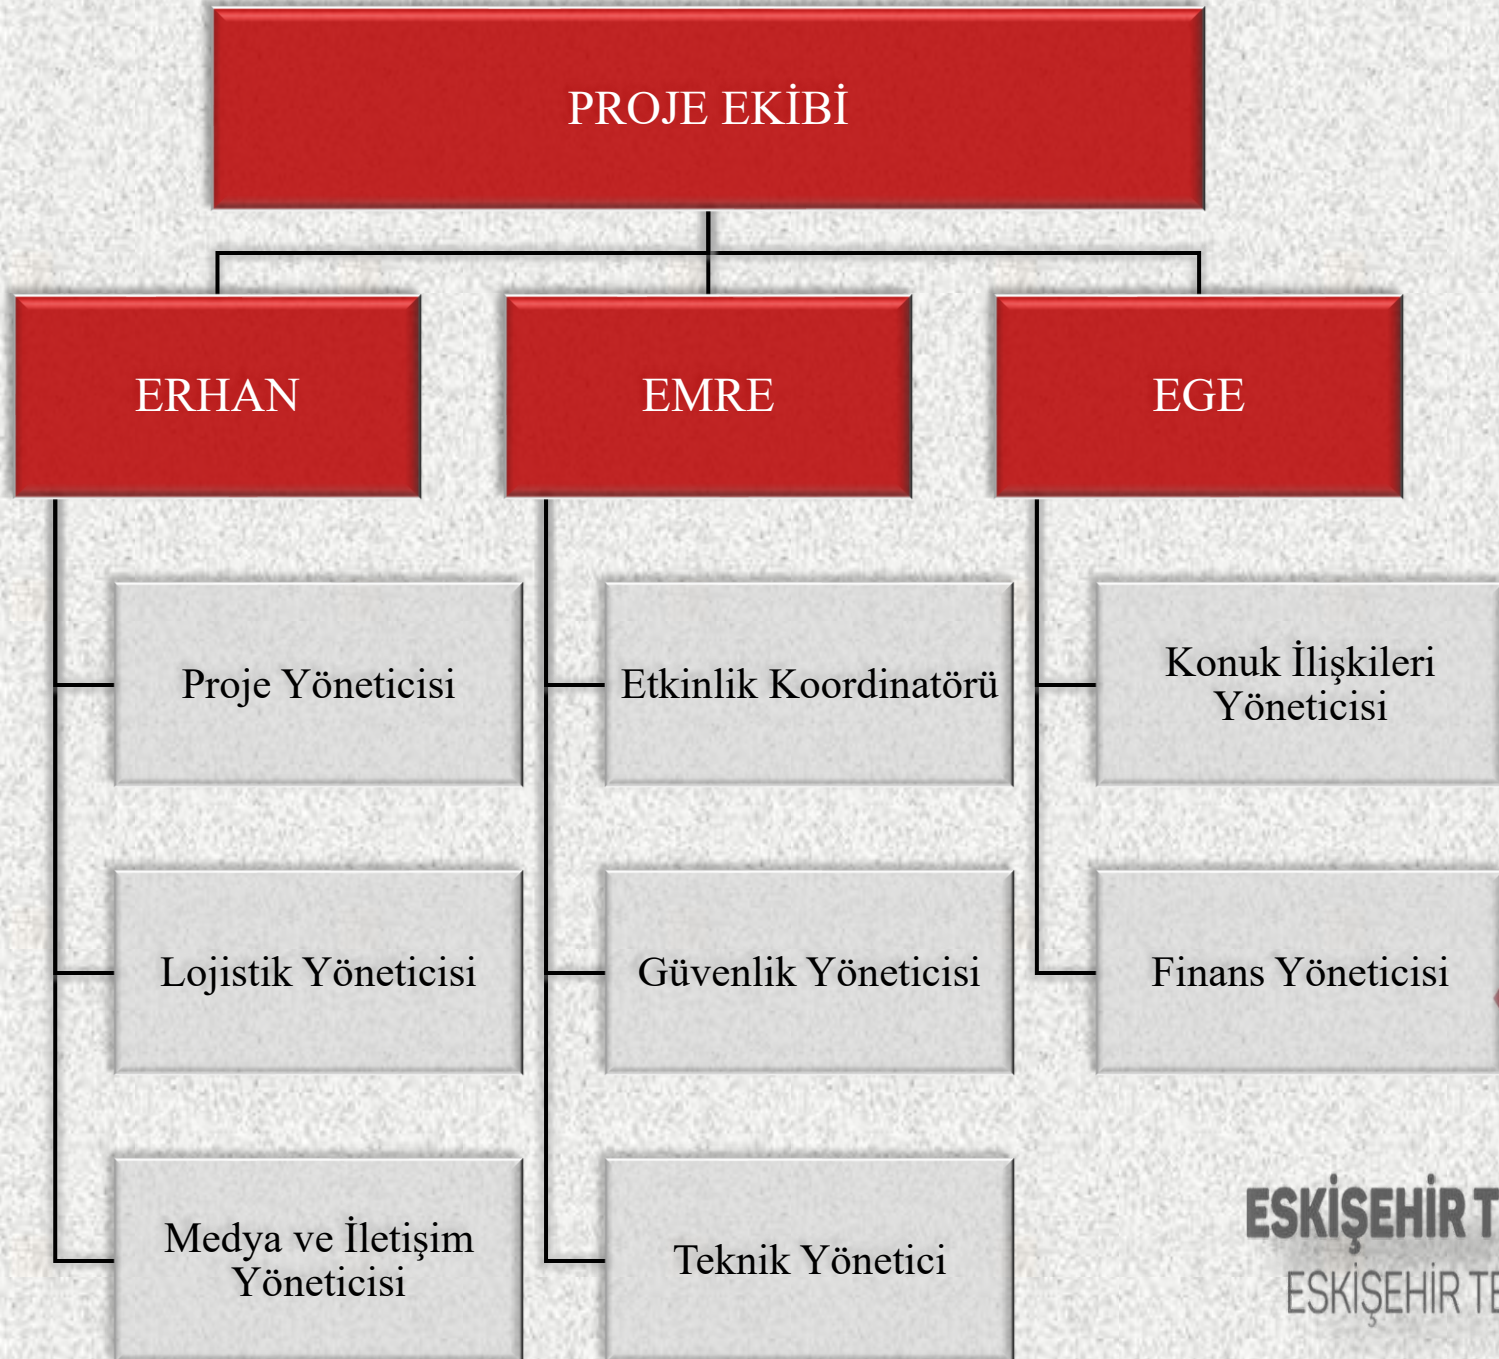 PROJE EKİBİ
ERHAN
EMRE
EGE
Proje Yöneticisi
Etkinlik Koordinatörü
Konuk İlişkileri
Yöneticisi
Lojistik Yöneticisi
Güvenlik Yöneticisi
Finans Yöneticisi
Medya ve İletişim
Yöneticisi
Teknik Yönetici
ESKİŞEHİR
ESKİŞEHİR